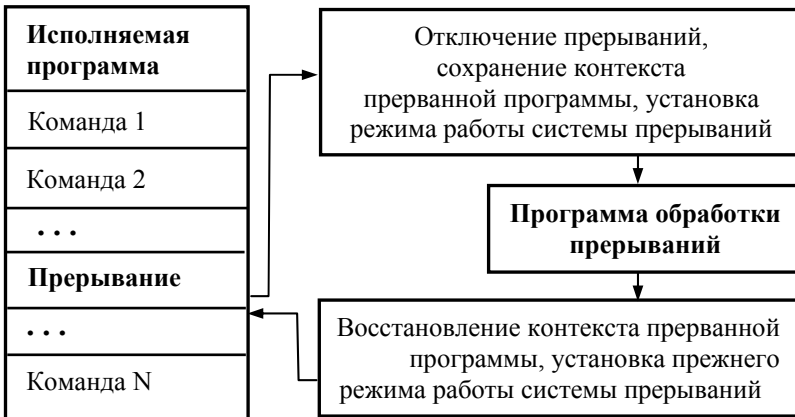 Исполняемая
программа
Команда 1
Команда 2
. . .
Прерывание
. . .
Команда N
Отключение прерываний,
сохранение контекста
прерванной программы, установка
режима работы системы прерываний
Программа обработки
прерываний
Восстановление контекста прерванной
программы, установка прежнего
режима работы системы прерываний